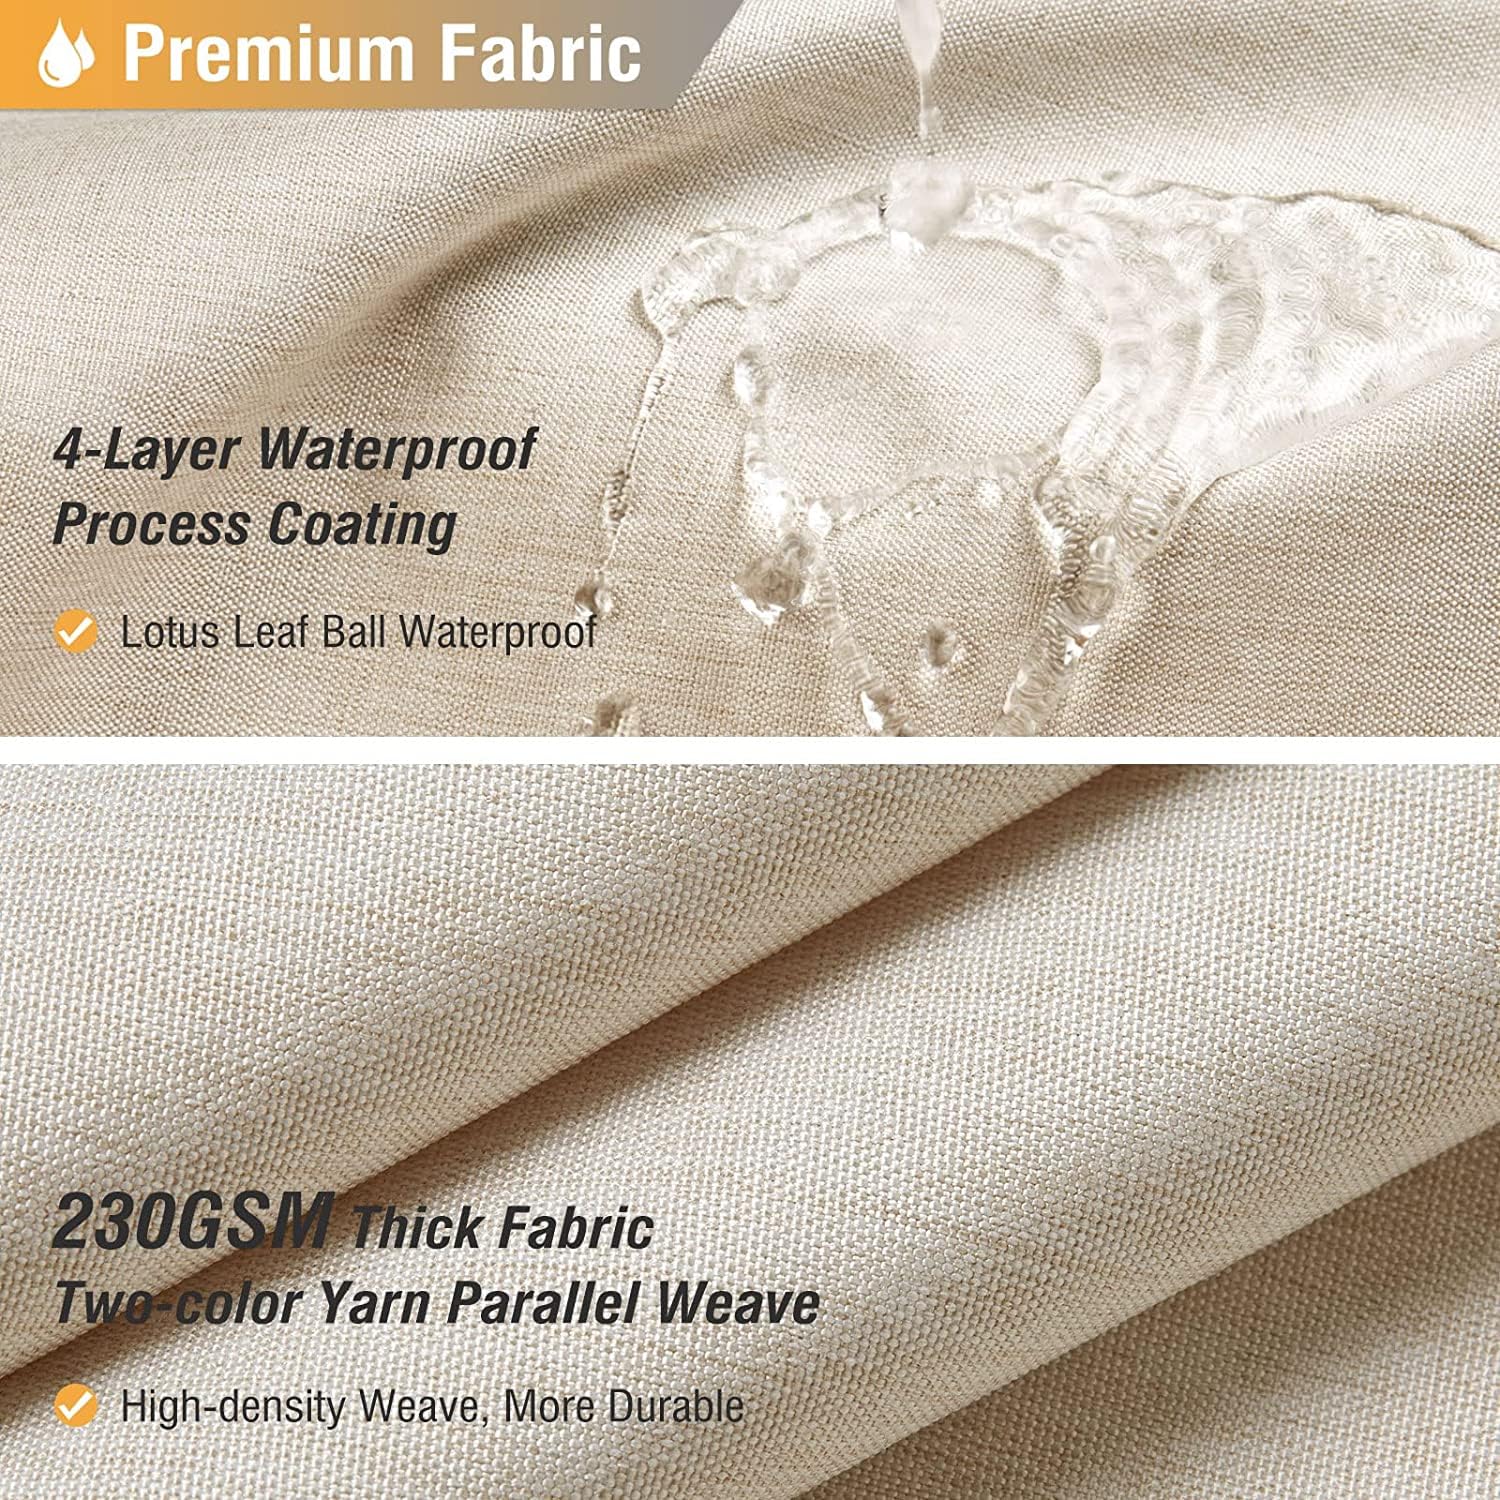 Premium Fabric
4-Layer Waterproof
Process Coating
Lotus Leaf Ball Waterproof
230GSM Thick Fabric
Two-color Yarn Parallel Weave
High-density Weave, More Durable